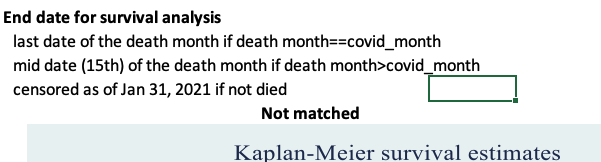 End date for survival analysis
last date of the death month if death month==covid_month
mid date (15th) of the death month if death month>covid_month
censored as of Jan 31, 2021 if not died
Not matched
Kaplan-Meier survival estimates